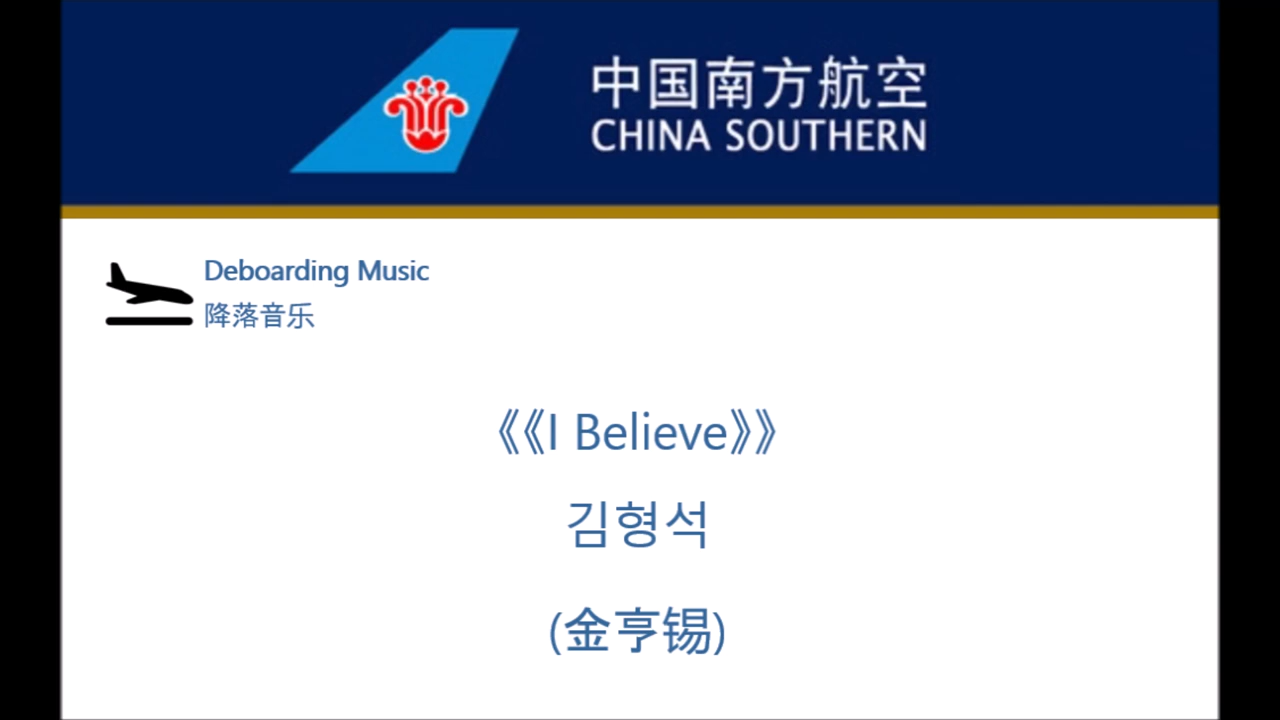 中国南方航空
CHINA SOUTHERN
Deboarding Music
降落音乐
《《I Believe》》
김형석
(金亨锡)